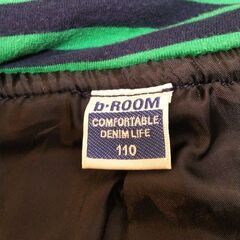 b·ROOM
COMFORTABLE
DENIM LIFE
110